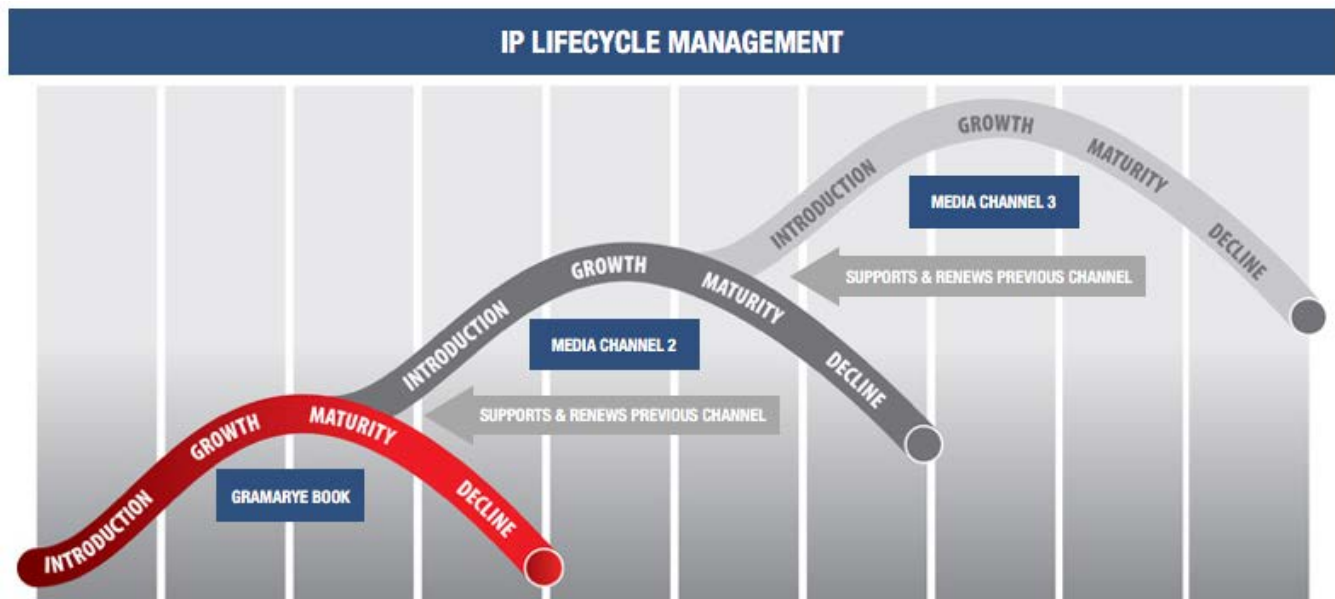 IP LIFECYCLE MANAGEMENT
INTRODUCTION
GROWTH
MATURITY
DECLINE
GRAMARYE BOOK
SUPPORTS & RENEWS PREVIOUS CHANNEL
INTRODUCTION
GROWTH
MATURITY
DECLINE
MEDIA CHANNEL 2
SUPPORTS & RENEWS PREVIOUS CHANNEL
INTRODUCTION
GROWTH
MATURITY
DECLINE
MEDIA CHANNEL 3